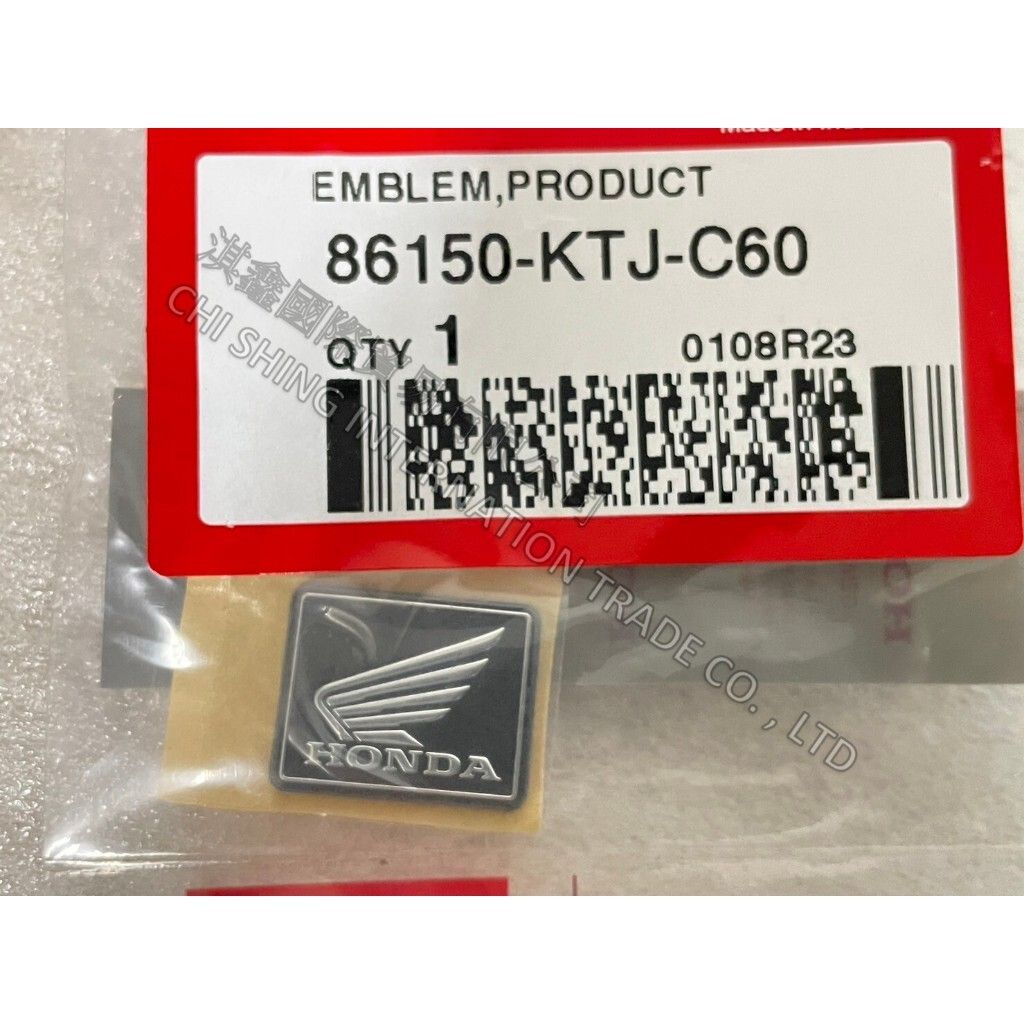 EMBLEM,PRODUCT
86150-KTJ-C60
QTY 1
0108R23
CHI SHING INTERNATION TRADE CO., LTD
HONDA